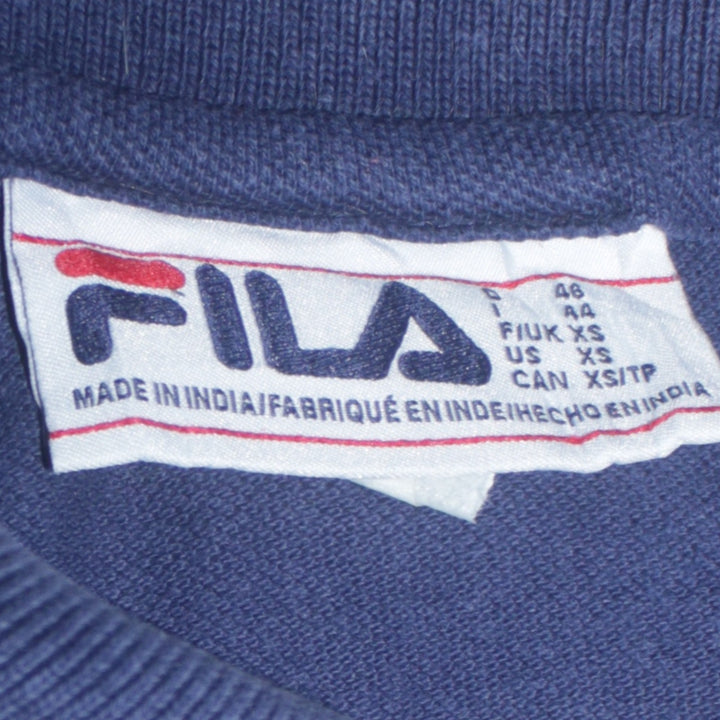 FILA
D 46
I 44
F/UK XS
US XS
CAN XS/TP
MADE IN INDIA/FABRIQUÉ EN INDE/HECHO EN INDIA